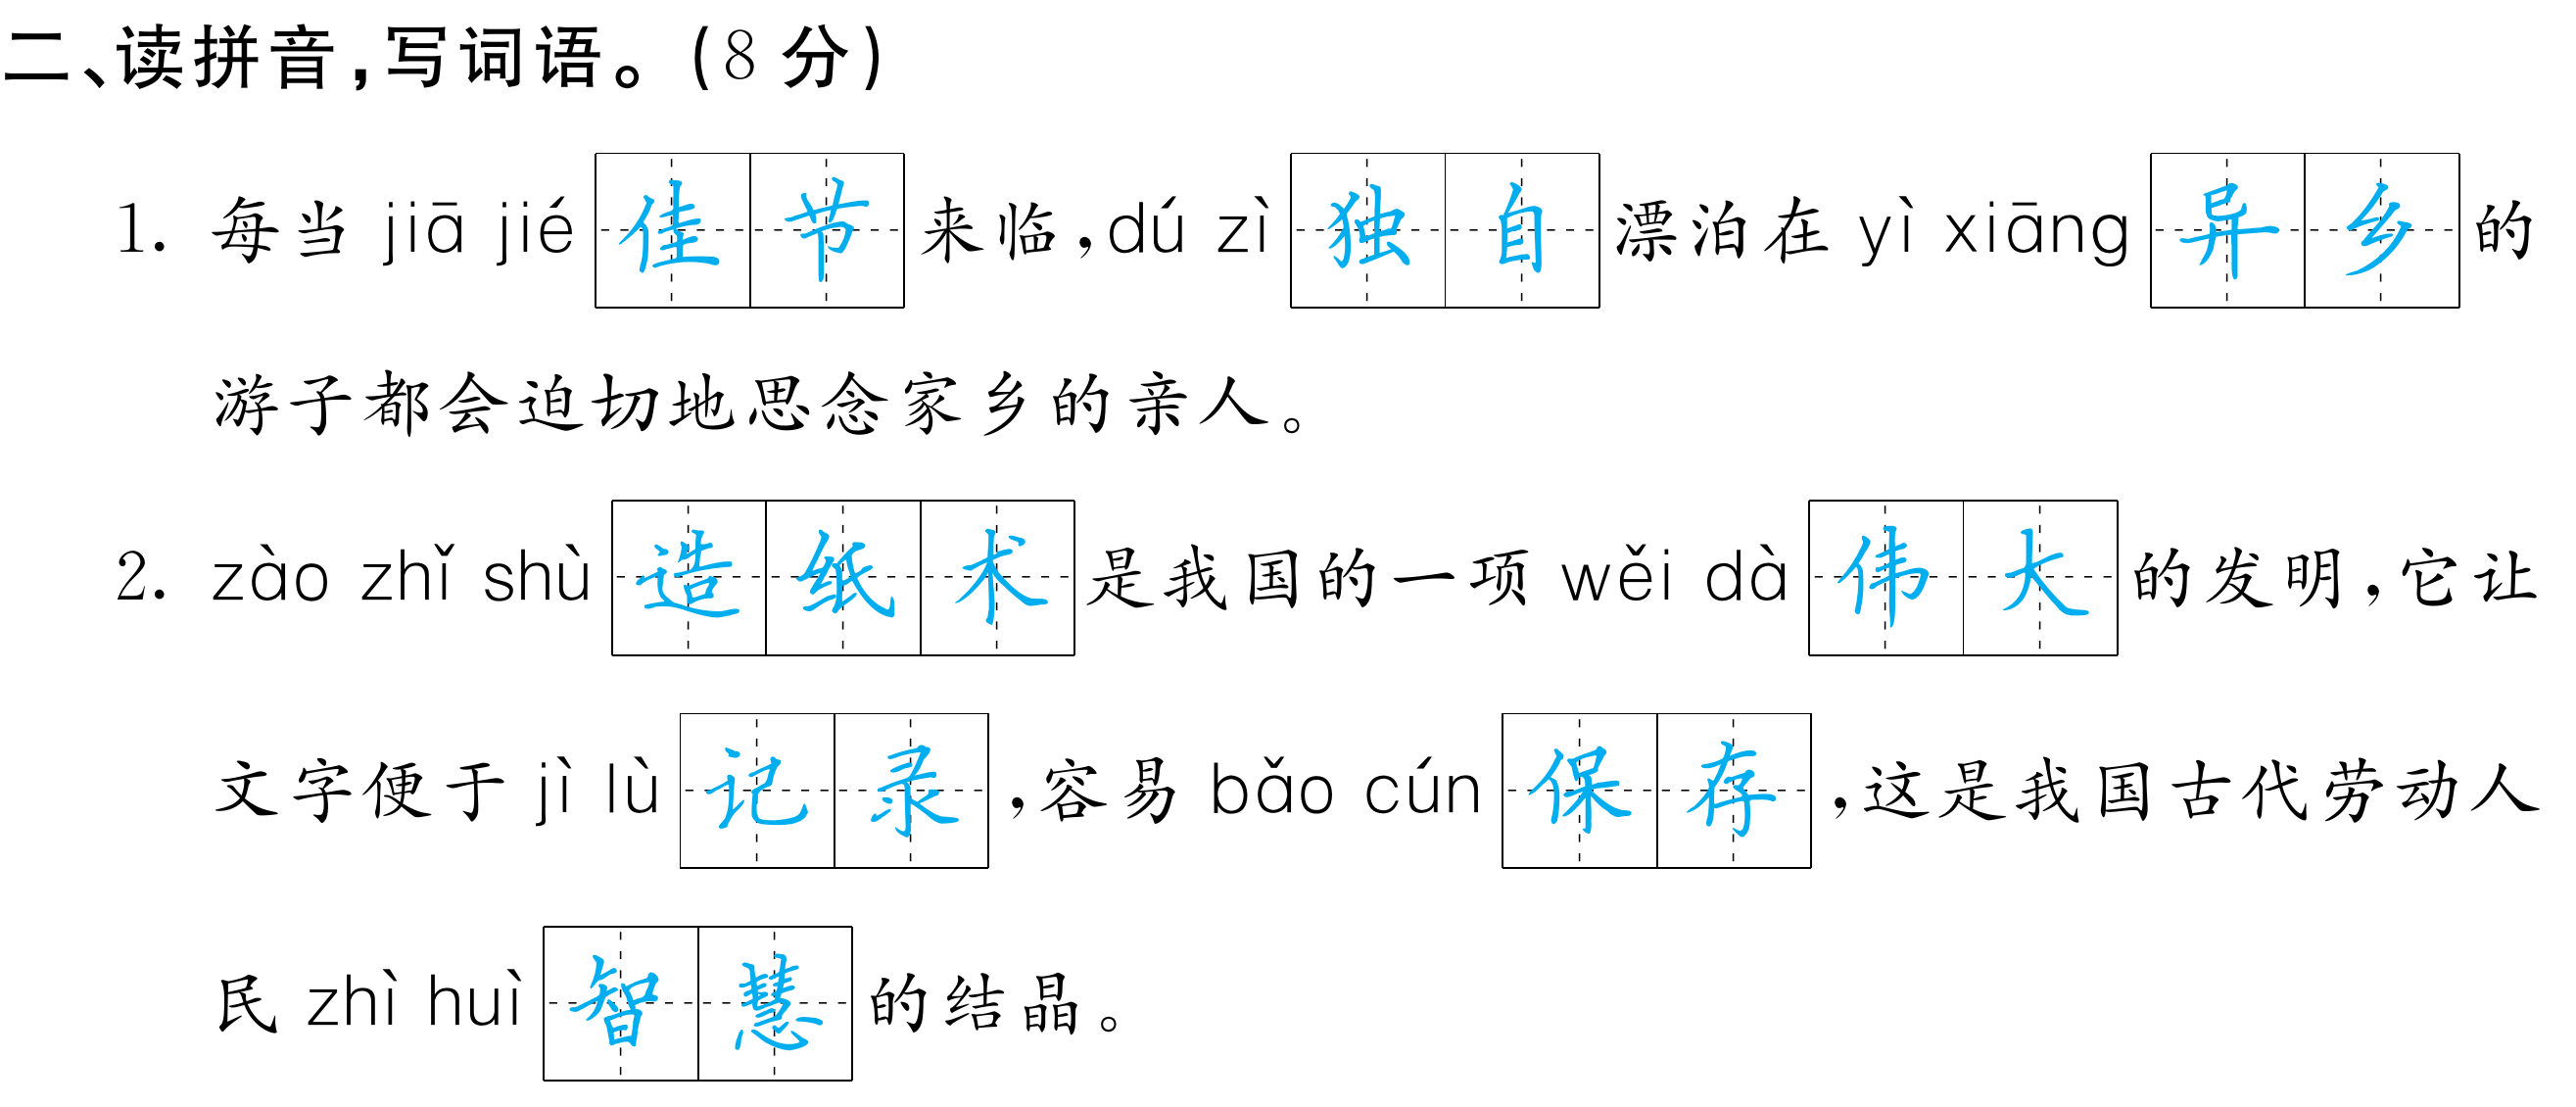 二、读拼音,写词语。(8 分)
1. 每当 jiā jié 佳节来临,dú zì 独自漂泊在 yì xiāng 异乡的
游子都会迫切地思念家乡的亲人。
2. zào zhǐ shù 造纸术是我国的一项 wěi dà 伟大的发明,它让
文字便于 jì lù 记录,容易 bǎo cún 保存,这是我国古代劳动人
民 zhì huì 智慧的结晶。